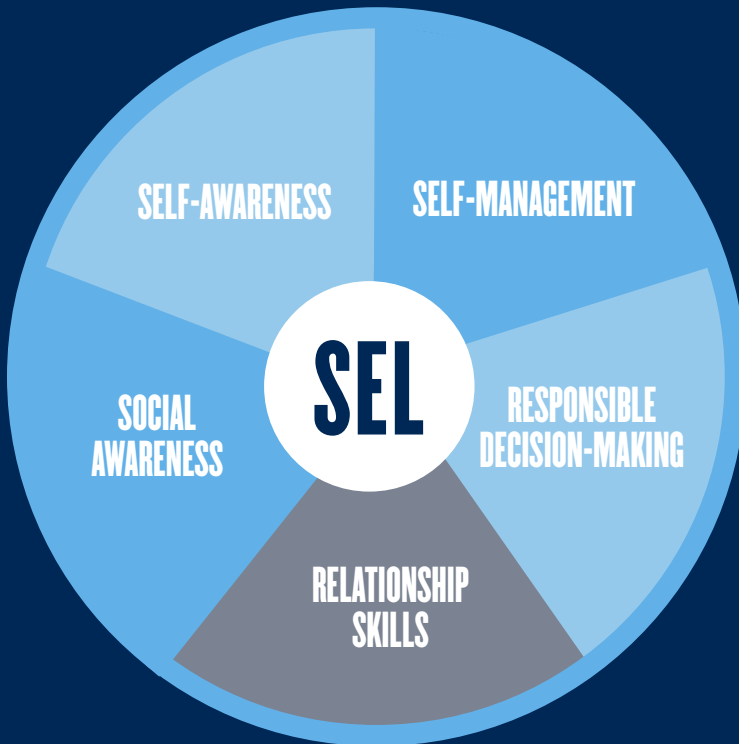 SELF-AWARENESS
SELF-MANAGEMENT
SEL
SOCIAL
AWARENESS
RESPONSIBLE
DECISION-MAKING
RELATIONSHIP
SKILLS